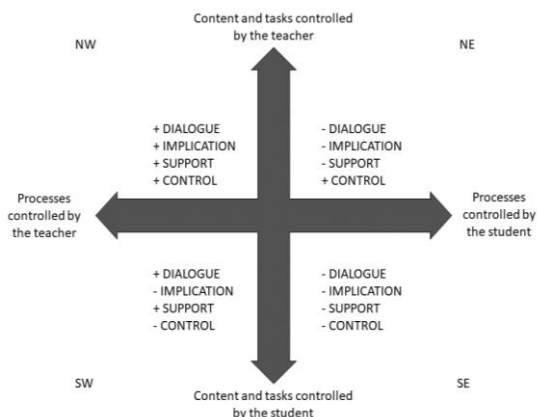 Content and tasks controlled
by the teacher
NW
NE
+ DIALOGUE
+ IMPLICATION
+ SUPPORT
+ CONTROL
- DIALOGUE
- IMPLICATION
- SUPPORT
+ CONTROL
Processes
controlled by
the teacher
Processes
controlled by
the student
+ DIALOGUE
- IMPLICATION
+ SUPPORT
- CONTROL
- DIALOGUE
- IMPLICATION
- SUPPORT
- CONTROL
SW
SE
Content and tasks controlled
by the student